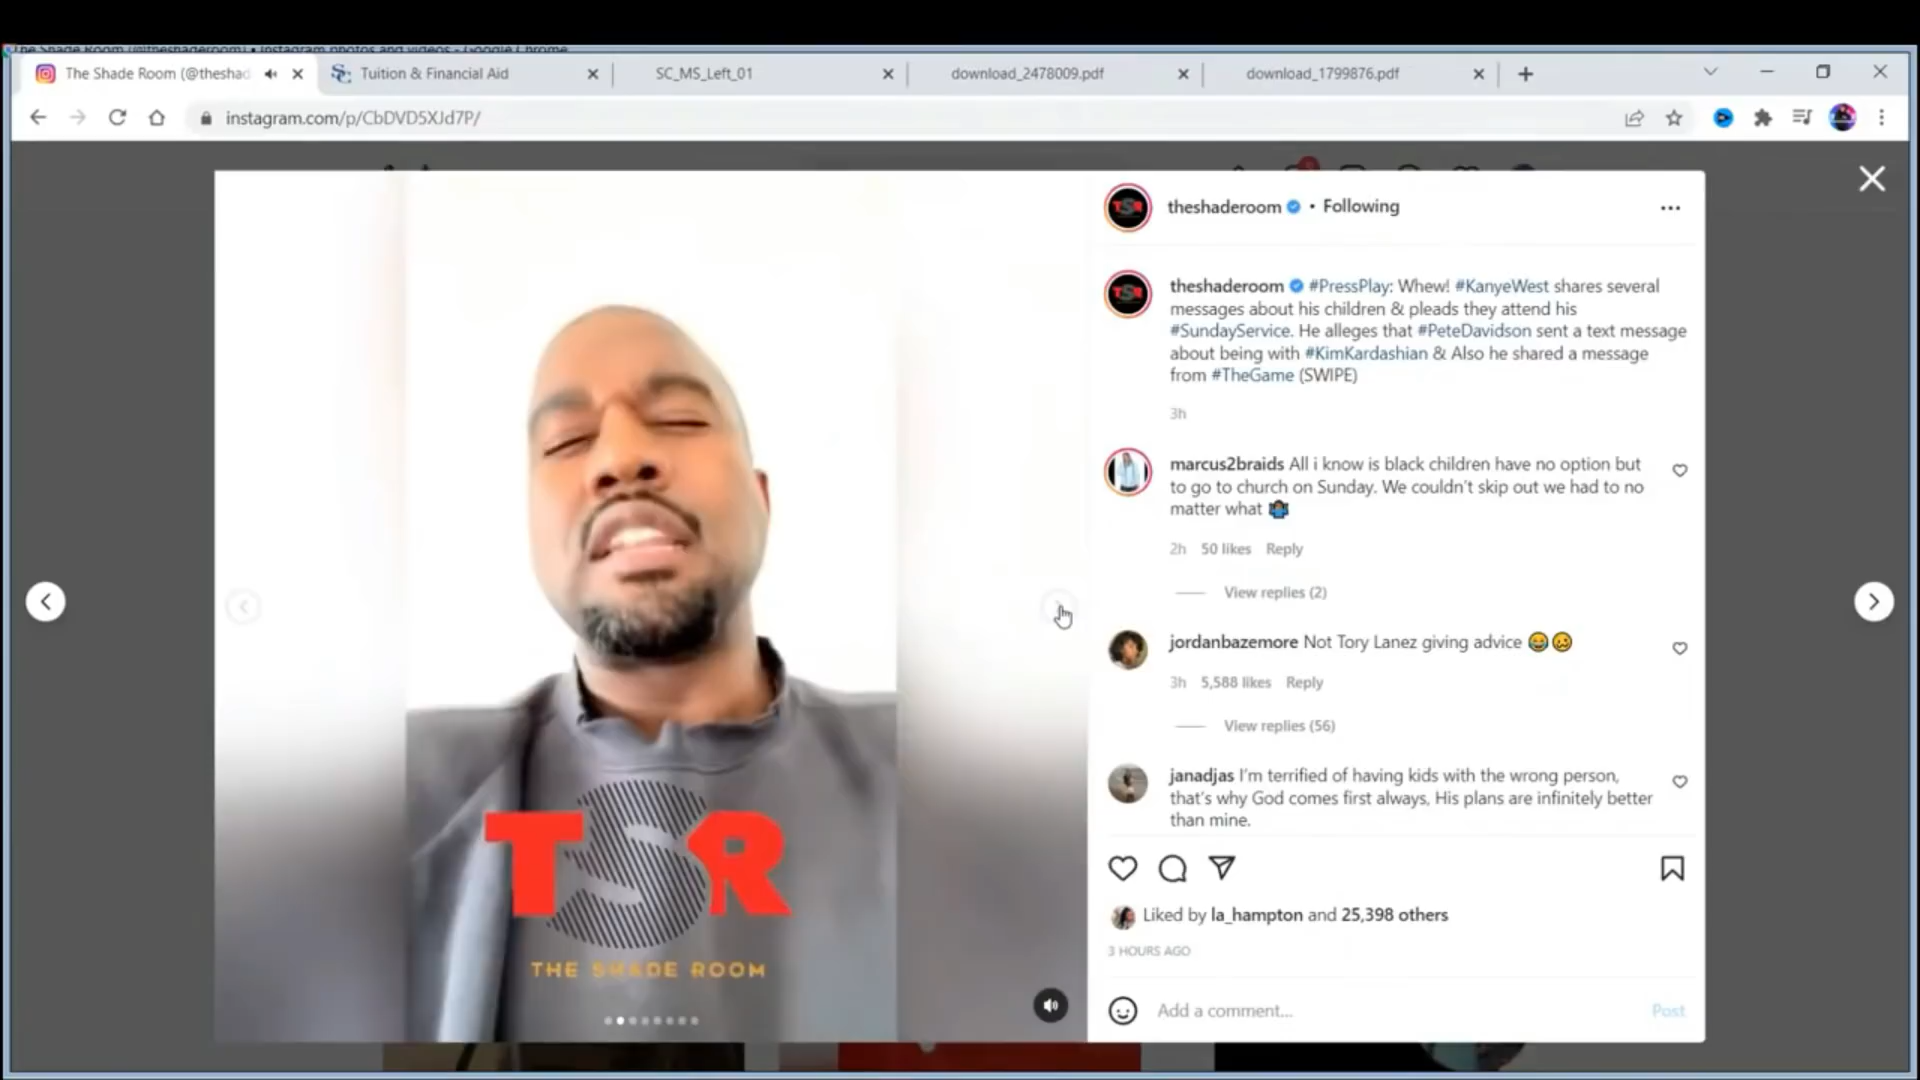 The Shade Room (@theshaderoom) • Instagram photos and videos - Google Chrome
The Shade Room (@theshad
Tuition & Financial Aid
SC_MS_Left_01
download_2478009.pdf
download_1799876.pdf
instagram.com/p/CbDVD5XJd7P/
TSR
THE SHADE ROOM
theshaderoom • Following
theshaderoom #PressPlay: Whew! #KanyeWest shares several
messages about his children & pleads they attend his
#SundayService. He alleges that #PeteDavidson sent a text message
about being with #KimKardashian & Also he shared a message
from #TheGame (SWIPE)
3h
marcus2braids All i know is black children have no option but
to go to church on Sunday. We couldn't skip out we had to no
matter what 🤷🏿‍♂️
2h 50 likes Reply
View replies (2)
jordanbazemore Not Tory Lanez giving advice 😂🥴
3h 5,588 likes Reply
View replies (56)
janadjas I'm terrified of having kids with the wrong person,
that's why God comes first always, His plans are infinitely better
than mine.
Liked by la_hampton and 25,398 others
3 HOURS AGO
Add a comment...
Post